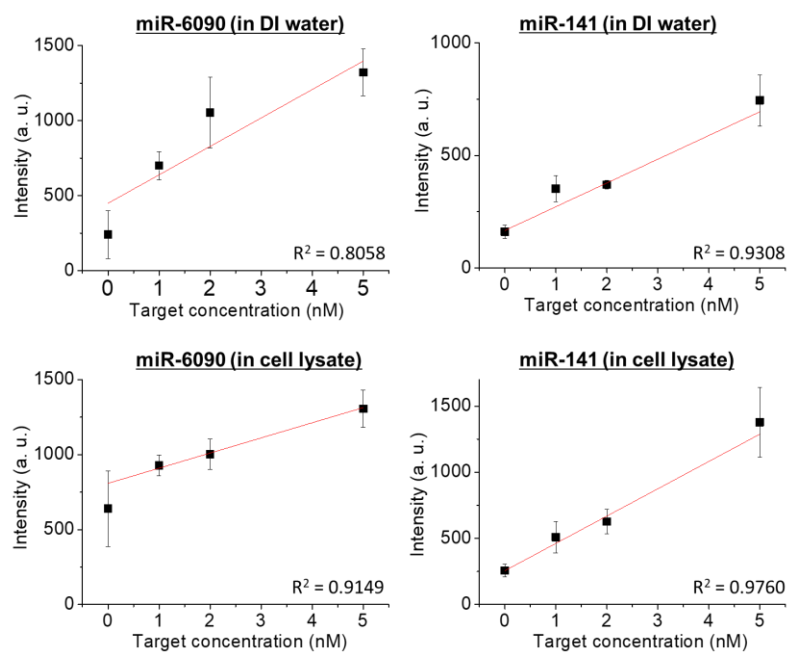 miR-6090 (in DI water)
1500
1000
500
0
Intensity (a. u.)
R² = 0.8058
0 1 2 3 4 5
Target concentration (nM)
miR-141 (in DI water)
1000
500
0
Intensity (a. u.)
R² = 0.9308
0 1 2 3 4 5
Target concentration (nM)
miR-6090 (in cell lysate)
1500
1000
500
0
Intensity (a. u.)
R² = 0.9149
0 1 2 3 4 5
Target concentration (nM)
miR-141 (in cell lysate)
1500
1000
500
0
Intensity (a. u.)
R² = 0.9760
0 1 2 3 4 5
Target concentration (nM)